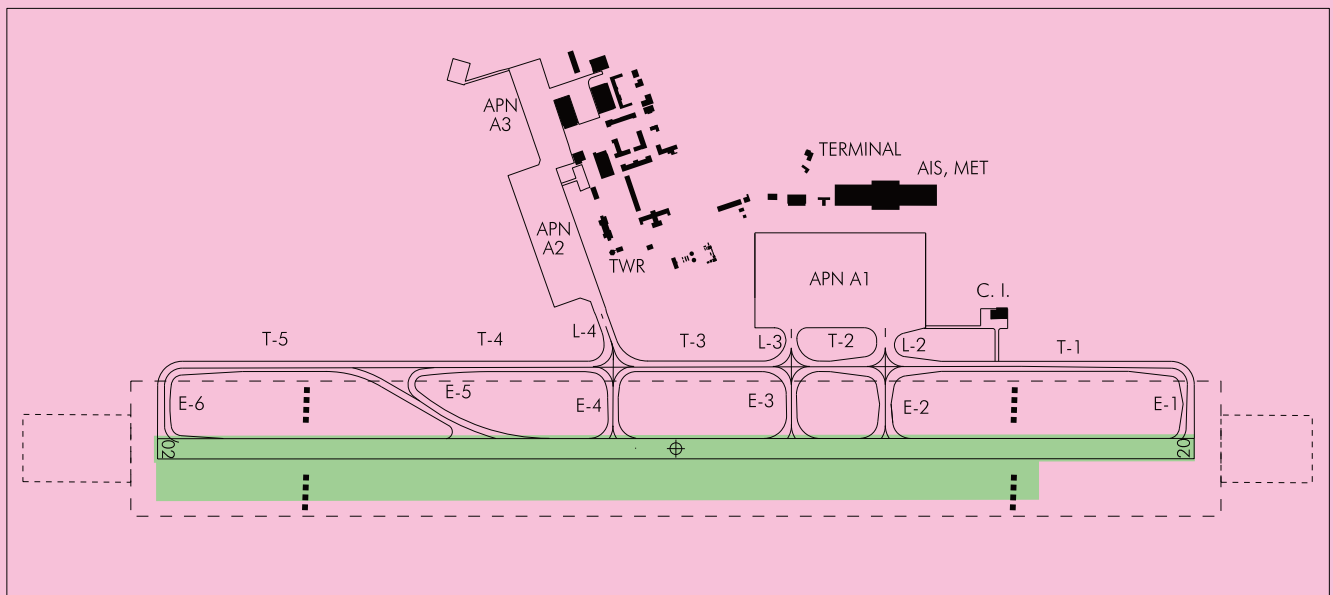 APN
A3
TERMINAL
AIS, MET
APN
A2
TWR
APN A1
C. I.
T-5
T-4
L-4
T-3
L-3
T-2
L-2
T-1
E-6
E-5
E-4
E-3
E-2
E-1
02
20